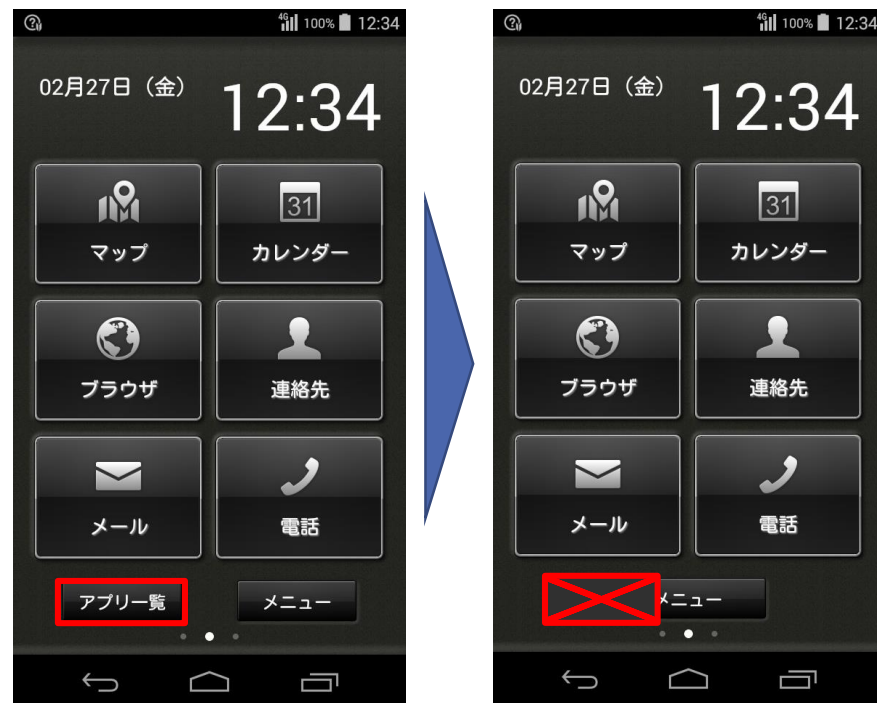 4G 100% 12:34
02月27日（金） 12:34
31
マップ カレンダー
ブラウザ 連絡先
メール 電話
アプリ一覧 メニュー
4G 100% 12:34
02月27日（金） 12:34
31
マップ カレンダー
ブラウザ 連絡先
メール 電話
メニュー